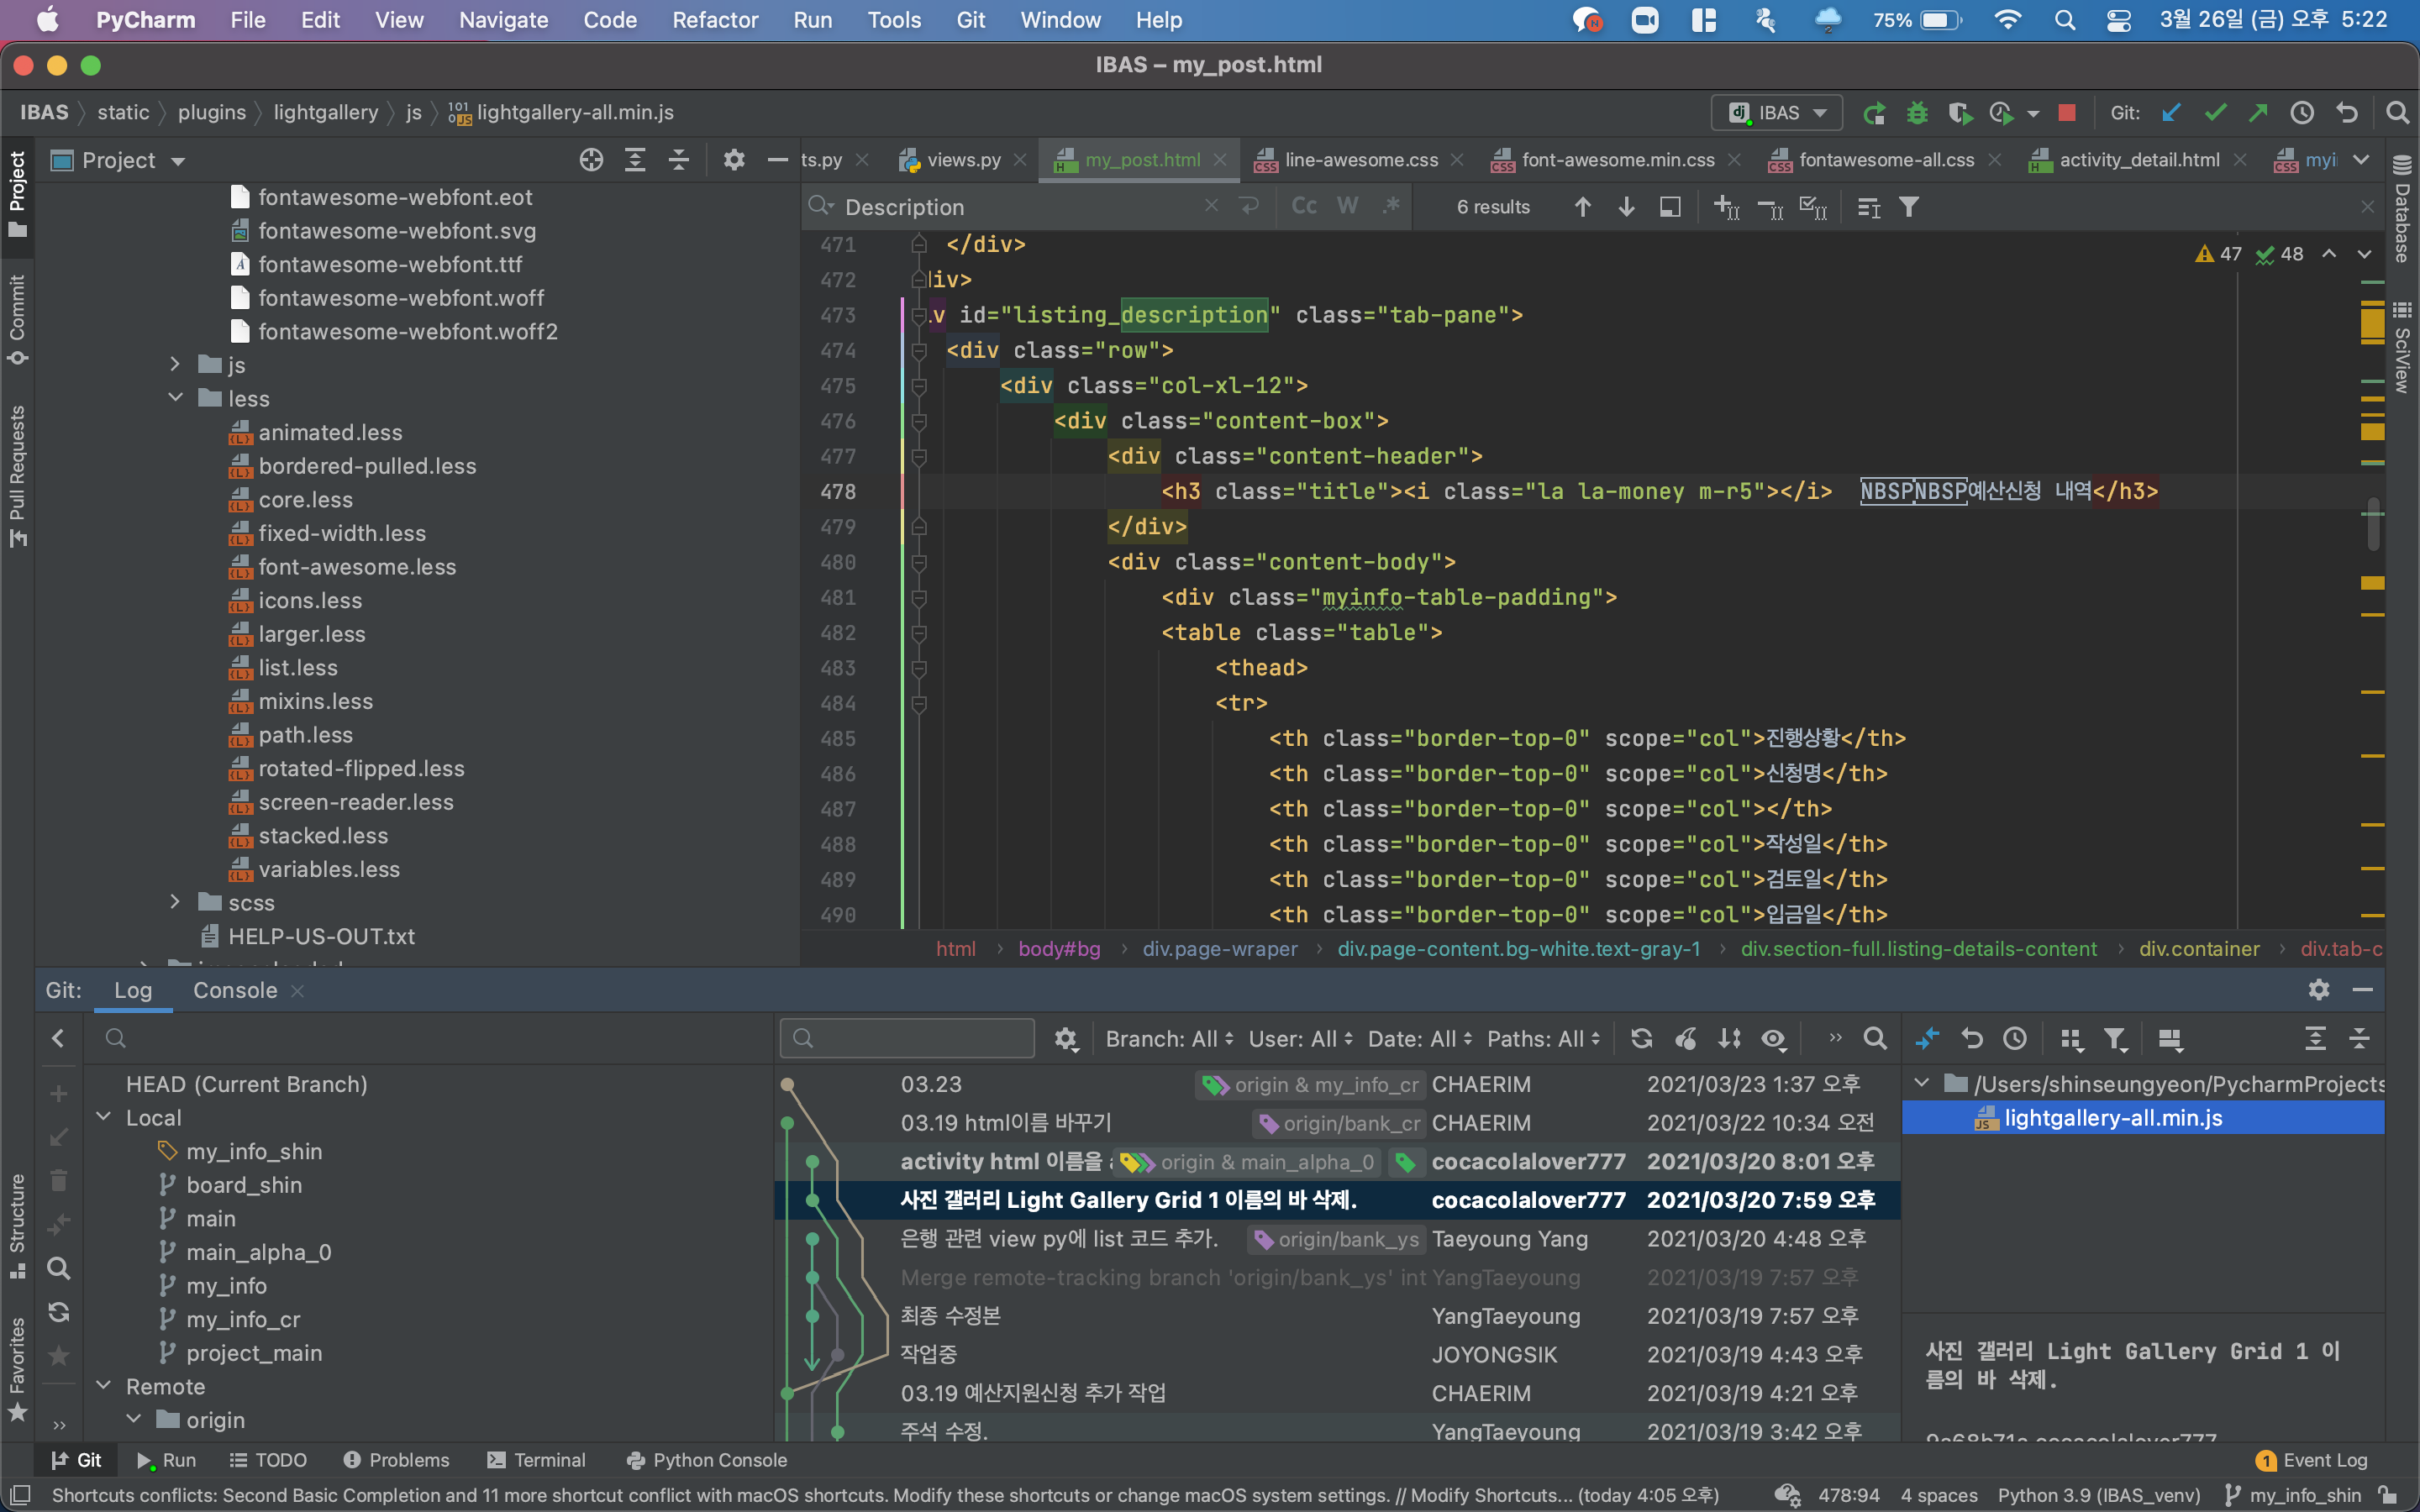 PyCharm File Edit View Navigate Code Refactor Run Tools Git Window Help 75% 3월 26일 (금) 오후 5:22
IBAS – my_post.html
IBAS static plugins lightgallery js lightgallery-all.min.js IBAS Git:
Project
ts.py views.py my_post.html line-awesome.css font-awesome.min.css fontawesome-all.css activity_detail.html myi
Description Cc W .* 6 results
47 48
Project
Commit
Pull Requests
Structure
Favorites
Database
SciView
fontawesome-webfont.eot
fontawesome-webfont.svg
fontawesome-webfont.ttf
fontawesome-webfont.woff
fontawesome-webfont.woff2
js
less
animated.less
bordered-pulled.less
core.less
fixed-width.less
font-awesome.less
icons.less
larger.less
list.less
mixins.less
path.less
rotated-flipped.less
screen-reader.less
stacked.less
variables.less
scss
HELP-US-OUT.txt
471 </div>
472 div>
473 iv id="listing_description" class="tab-pane">
474 <div class="row">
475 <div class="col-xl-12">
476 <div class="content-box">
477 <div class="content-header">
478 <h3 class="title"><i class="la la-money m-r5"></i> NBSPNBSP예산신청 내역</h3>
479 </div>
480 <div class="content-body">
481 <div class="myinfo-table-padding">
482 <table class="table">
483 <thead>
484 <tr>
485 <th class="border-top-0" scope="col">진행상황</th>
486 <th class="border-top-0" scope="col">신청명</th>
487 <th class="border-top-0" scope="col"></th>
488 <th class="border-top-0" scope="col">작성일</th>
489 <th class="border-top-0" scope="col">검토일</th>
490 <th class="border-top-0" scope="col">입금일</th>
html body#bg div.page-wraper div.page-content.bg-white.text-gray-1 div.section-full.listing-details-content div.container div.tab-c
Git: Log Console
HEAD (Current Branch)
Local
my_info_shin
board_shin
main
main_alpha_0
my_info
my_info_cr
project_main
Remote
origin
Branch: All User: All Date: All Paths: All
03.23 origin & my_info_cr CHAERIM 2021/03/23 1:37 오후
03.19 html이름 바꾸기 origin/bank_cr CHAERIM 2021/03/22 10:34 오전
activity html 이름을 origin & main_alpha_0 cocacolalover777 2021/03/20 8:01 오후
사진 갤러리 Light Gallery Grid 1 이름의 바 삭제. cocacolalover777 2021/03/20 7:59 오후
은행 관련 view py에 list 코드 추가. origin/bank_ys Taeyoung Yang 2021/03/20 4:48 오후
Merge remote-tracking branch 'origin/bank_ys' int YangTaeyoung 2021/03/19 7:57 오후
최종 수정본 YangTaeyoung 2021/03/19 7:57 오후
작업중 JOYONGSIK 2021/03/19 4:43 오후
03.19 예산지원신청 추가 작업 CHAERIM 2021/03/19 4:21 오후
주석 수정. YangTaeyoung 2021/03/19 3:42 오후
/Users/shinseungyeon/PycharmProjects
lightgallery-all.min.js
사진 갤러리 Light Gallery Grid 1 이
름의 바 삭제.
cocacolalover777
Git Run TODO Problems Terminal Python Console 1 Event Log
Shortcuts conflicts: Second Basic Completion and 11 more shortcut conflict with macOS shortcuts. Modify these shortcuts or change macOS system settings. // Modify Shortcuts... (today 4:05 오후) 478:94 4 spaces Python 3.9 (IBAS_venv) my_info_shin